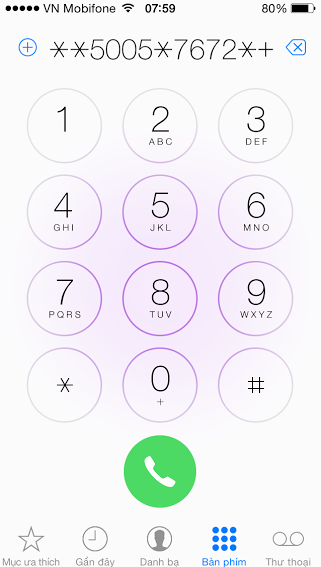 VN Mobifone 07:59 80%
**5005*7672*+
1 2 3
ABC DEF
4 5 6
GHI JKL MNO
7 8 9
PQRS TUV WXYZ
* 0 #
+
Mục ưa thích Gần đây Danh bạ Bàn phím Thư thoại